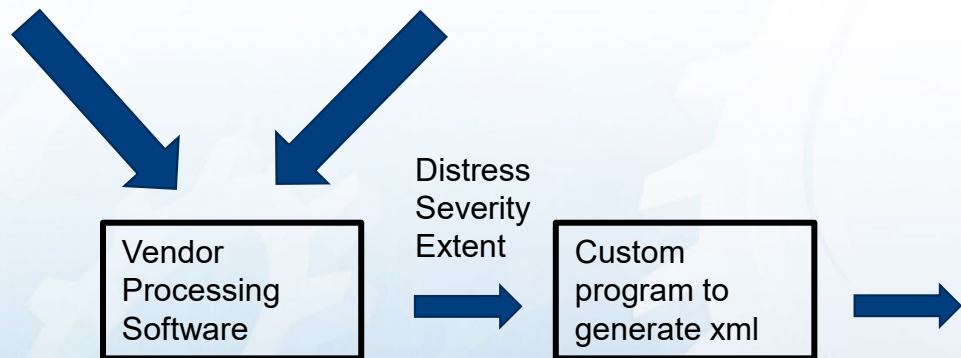 Distress
Severity
Extent
Vendor
Processing
Software
Custom
program to
generate xml